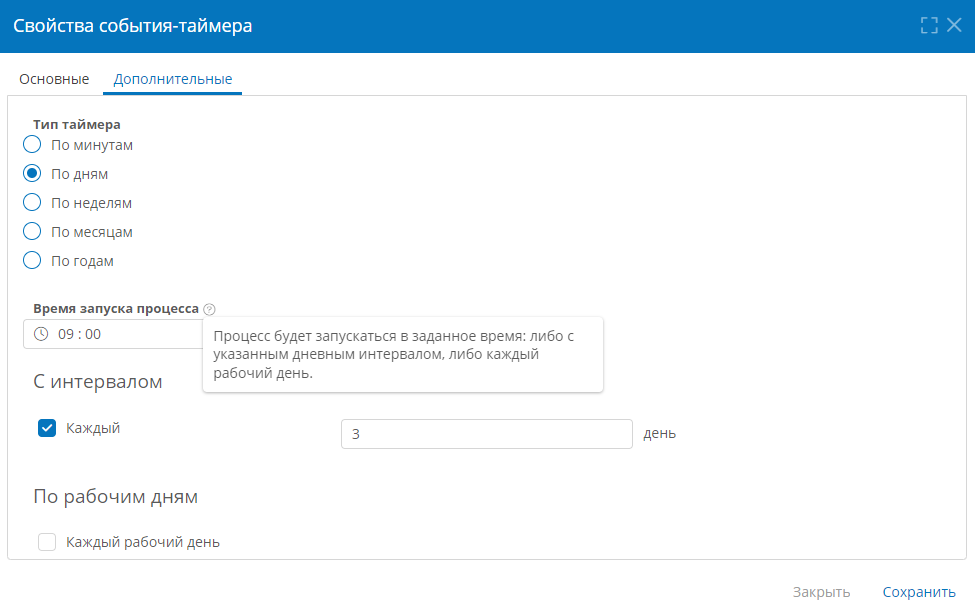 Свойства события-таймера
Основные
Дополнительные
Тип таймера
По минутам
По дням
По неделям
По месяцам
По годам
Время запуска процесса ?
09 : 00
Процесс будет запускаться в заданное время: либо с
указанным дневным интервалом, либо каждый
рабочий день.
С интервалом
Каждый 3 день
По рабочим дням
Каждый рабочий день
Закрыть
Сохранить